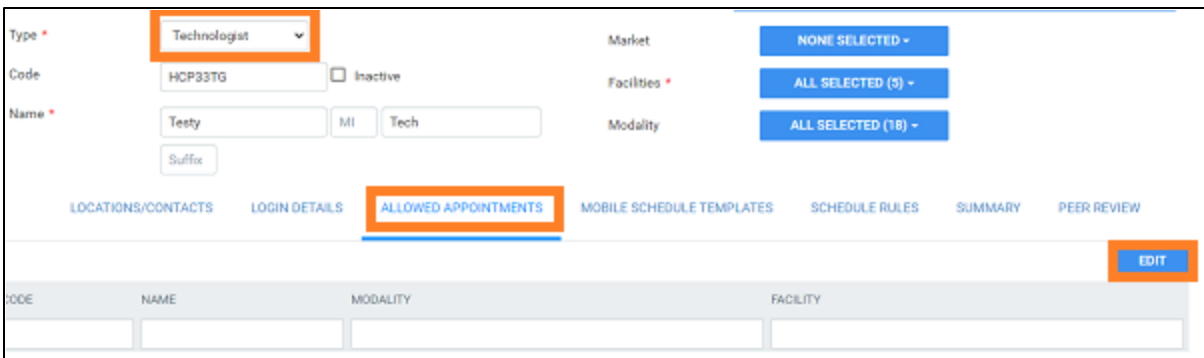 Type *
Technologist
Market
NONE SELECTED
Code
HCP33TG
Inactive
Facilities *
ALL SELECTED (5)
Name *
Testy
MI
Tech
Modality
ALL SELECTED (18)
Suffix
LOCATIONS/CONTACTS LOGIN DETAILS ALLOWED APPOINTMENTS MOBILE SCHEDULE TEMPLATES SCHEDULE RULES SUMMARY PEER REVIEW
EDIT
CODE NAME MODALITY FACILITY